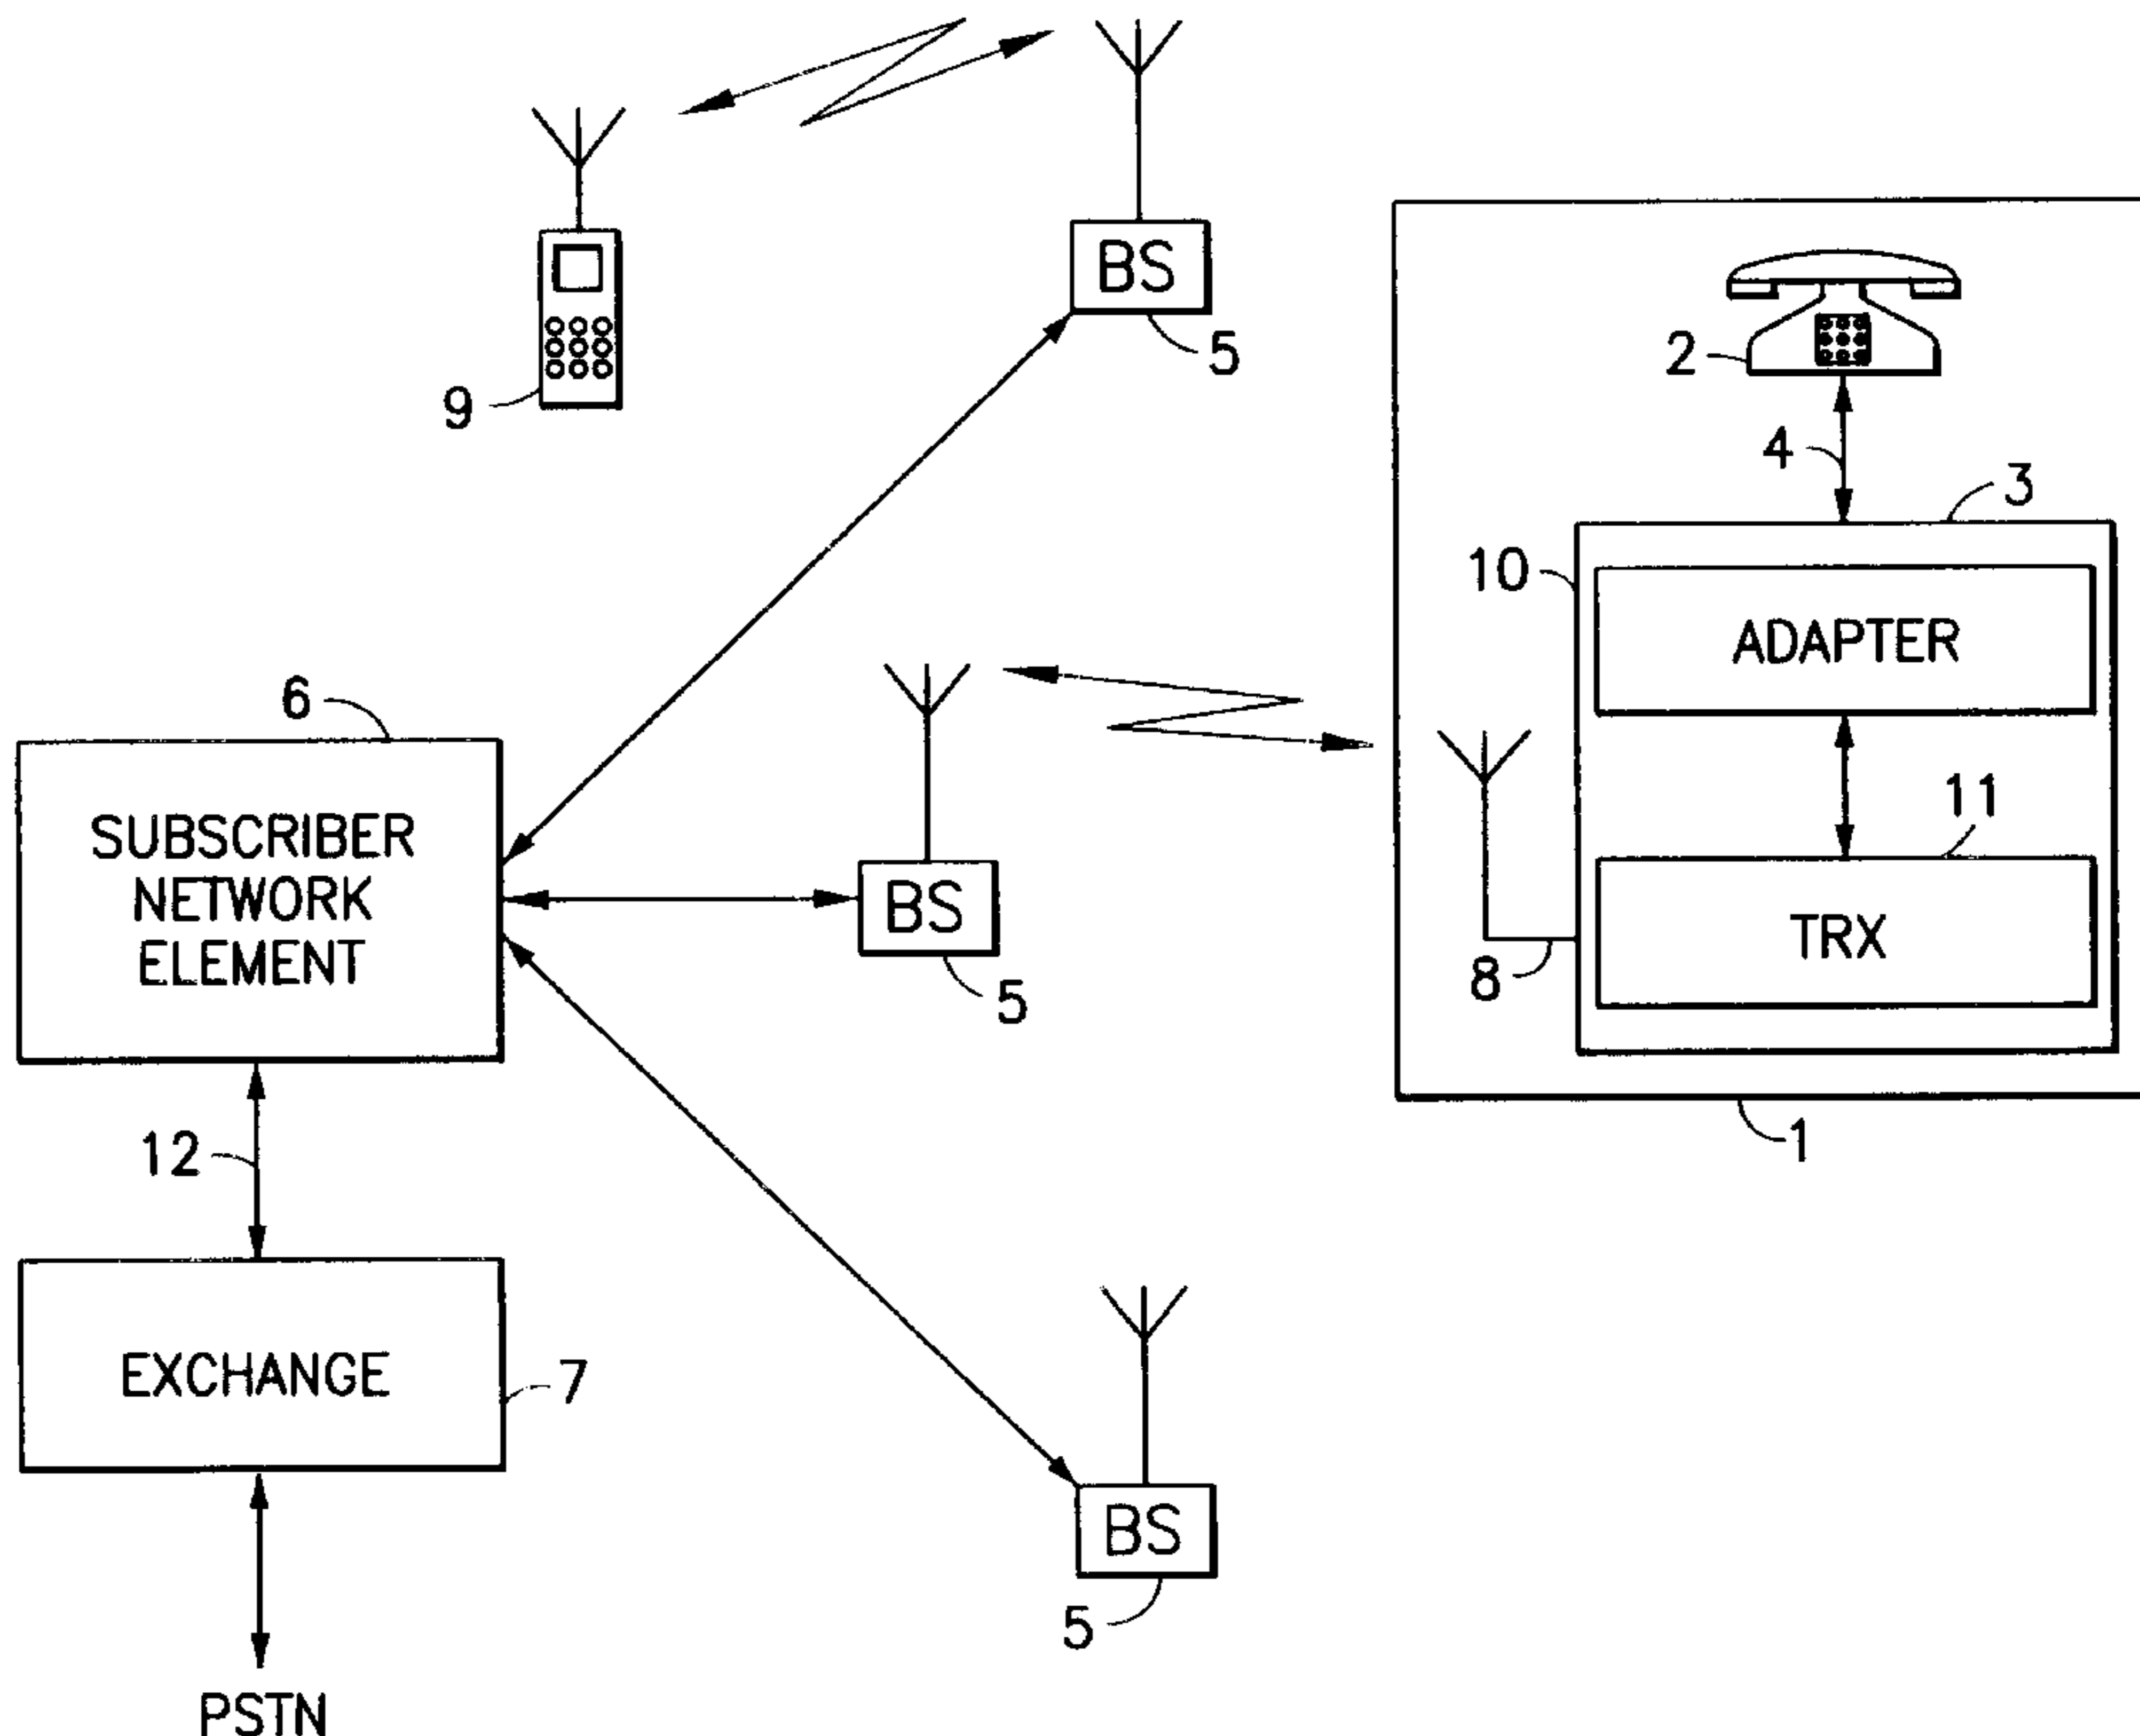 BS
5
2
9
4
3
10
ADAPTER
6
SUBSCRIBER
NETWORK
ELEMENT
11
BS
TRX
8
5
1
12
EXCHANGE
7
BS
5
PSTN